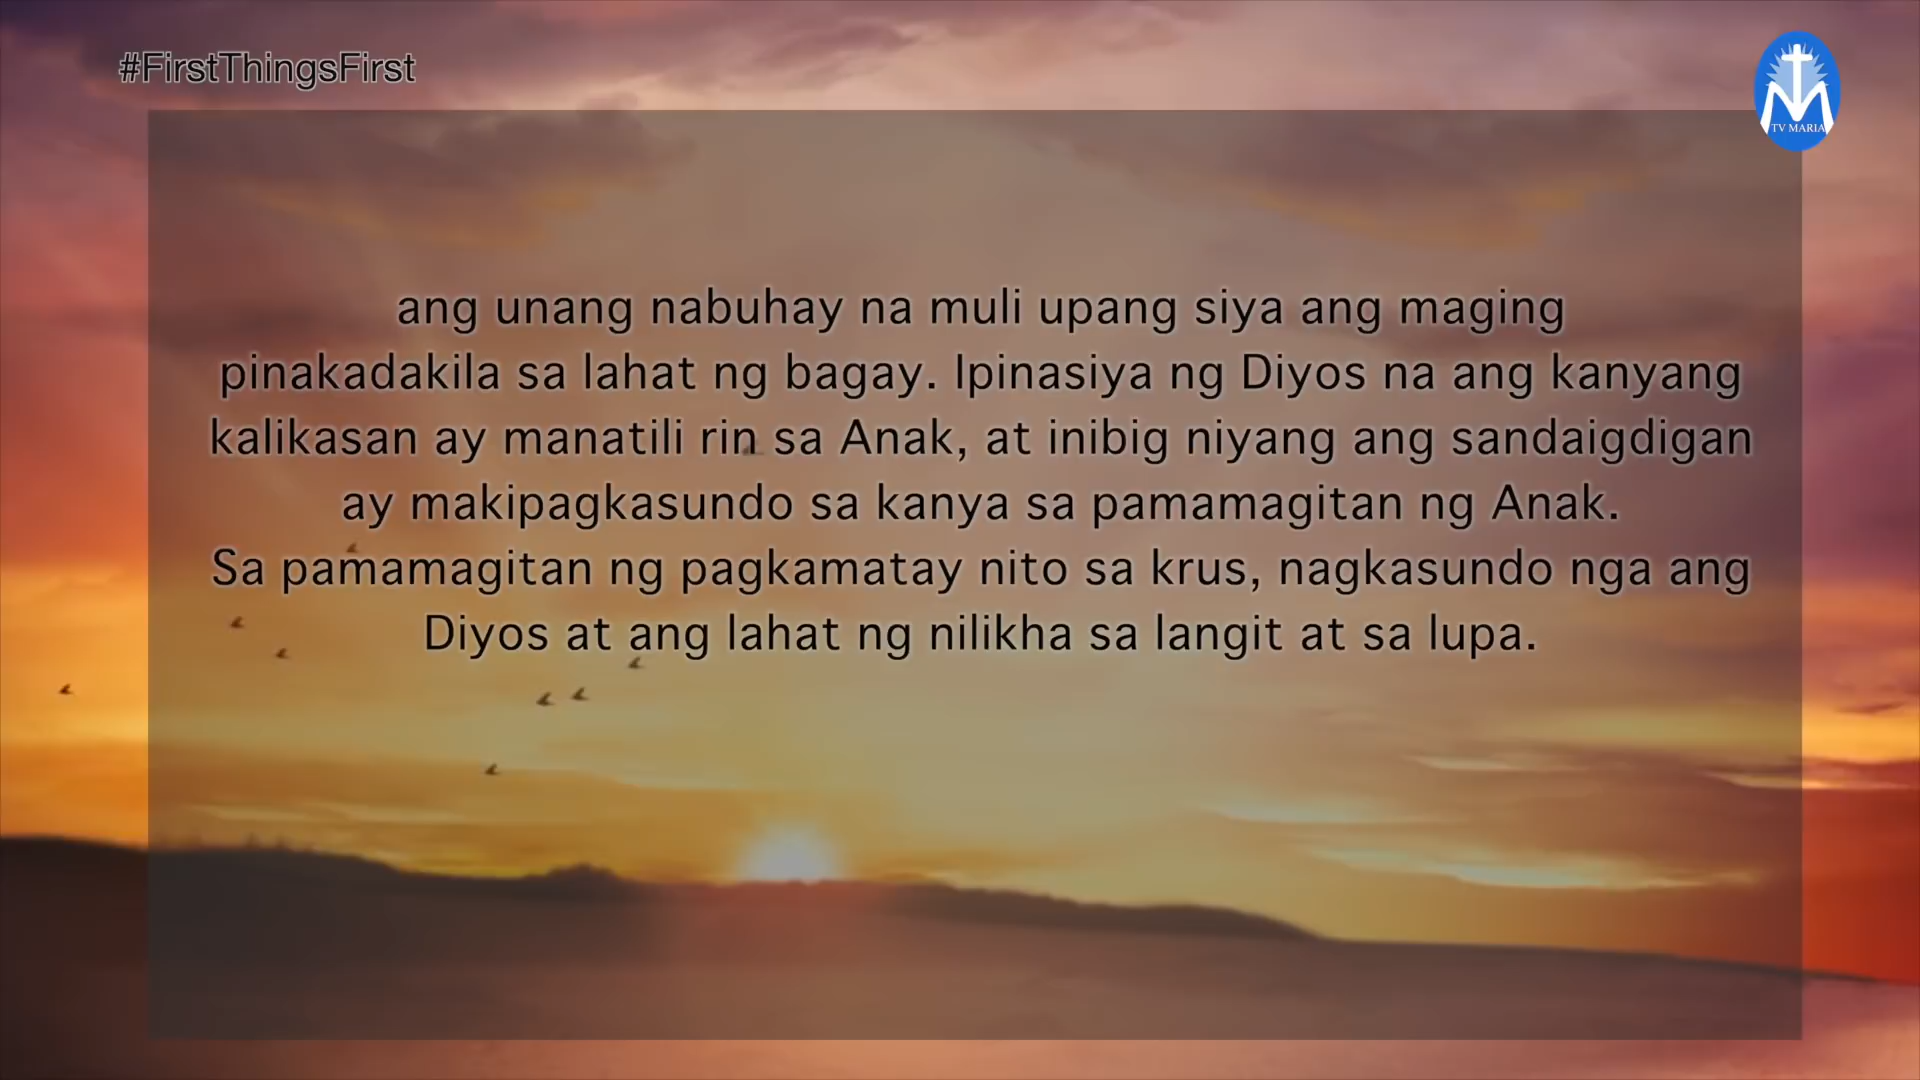 #FirstThingsFirst
TV MARIA
ang unang nabuhay na muli upang siya ang maging
pinakadakila sa lahat ng bagay. Ipinasiya ng Diyos na ang kanyang
kalikasan ay manatili rin sa Anak, at inibig niyang ang sandaigdigan
ay makipagkasundo sa kanya sa pamamagitan ng Anak.
Sa pamamagitan ng pagkamatay nito sa krus, nagkasundo nga ang
Diyos at ang lahat ng nilikha sa langit at sa lupa.